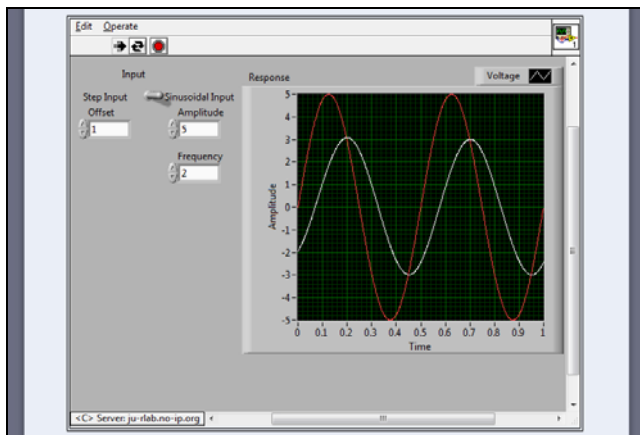 Edit Operate
1
Input
Step Input Sinusoidal Input
Offset Amplitude
1 5
Frequency
2
Response Voltage
5
4
3
2
1
0
-1
-2
-3
-4
-5
Amplitude
0 0.1 0.2 0.3 0.4 0.5 0.6 0.7 0.8 0.9 1
Time
<C> Server: ju-rlab.no-ip.org